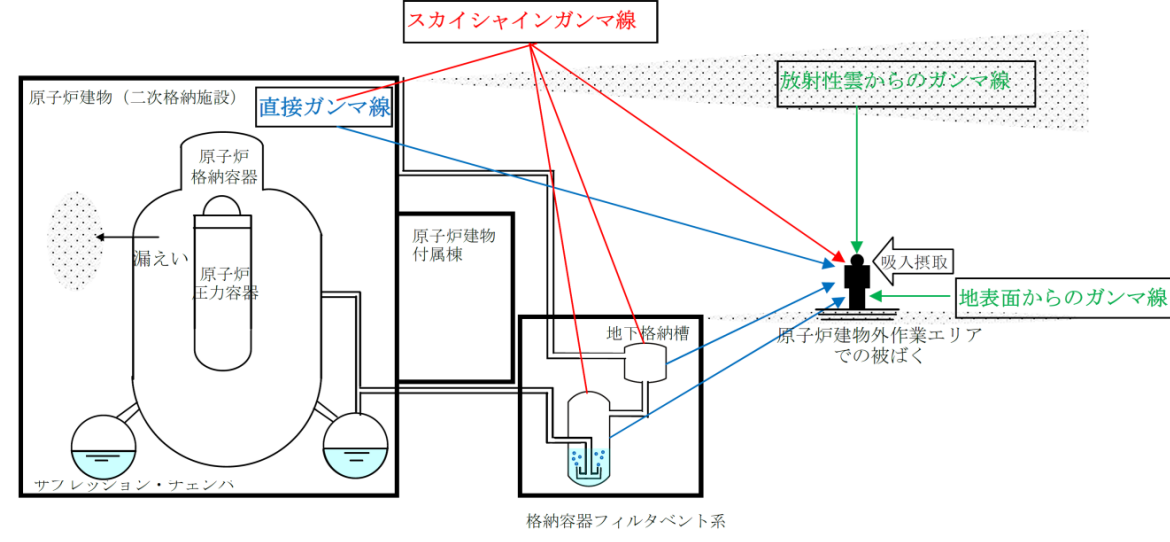 スカイシャインガンマ線
原子炉建物（二次格納施設）
直接ガンマ線
放射性雲からのガンマ線
原子炉
格納容器
漏えい
原子炉
圧力容器
原子炉建物
付属棟
吸入摂取
地表面からのガンマ線
地下格納槽
原子炉建物外作業エリア
での被ばく
サプレッション・チェンバ
格納容器フィルタベント系